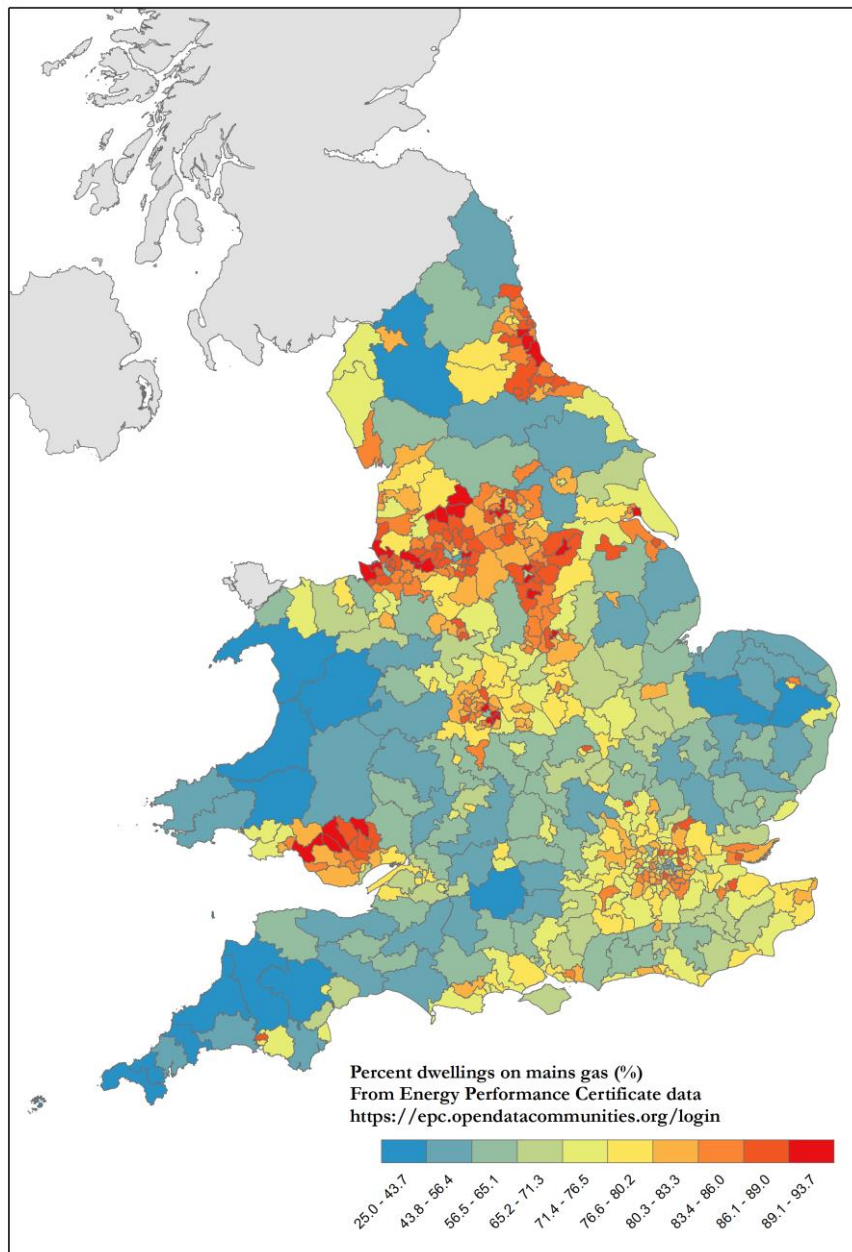 Percent dwellings on mains gas (%)
From Energy Performance Certificate data
https://epc.opendatacommunities.org/login
25.0 - 43.7
43.8 - 56.4
56.5 - 65.1
65.2 - 71.3
71.4 - 76.5
76.6 - 80.2
80.3 - 83.3
83.4 - 86.0
86.1 - 89.0
89.1 - 93.7